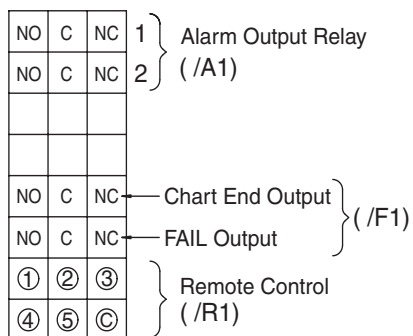 NO C NC 1 Alarm Output Relay
NO C NC 2 ( /A1)
NO C NC Chart End Output
( /F1)
NO C NC FAIL Output
① ② ③ Remote Control
④ ⑤ Ⓒ ( /R1)